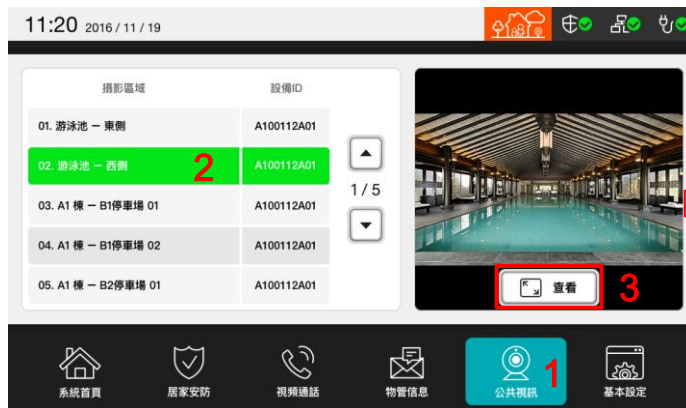 11:20 2016 / 11 / 19
攝影區域 設備ID
01. 游泳池 － 東側 A100112A01
02. 游泳池 － 西側 2 A100112A01
03. A1 棟 － B1停車場 01 A100112A01
04. A1 棟 － B1停車場 02 A100112A01
05. A1 棟 － B2停車場 01 A100112A01
1 / 5
查看 3
系統首頁
居家安防
視頻通話
物管信息
公共視訊 1
基本設定